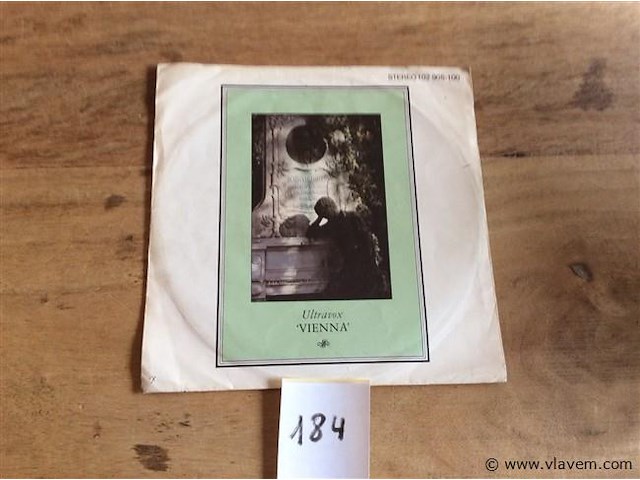 STEREO 102 905-100
Ultravox
'VIENNA'
184
© www.vlavem.com